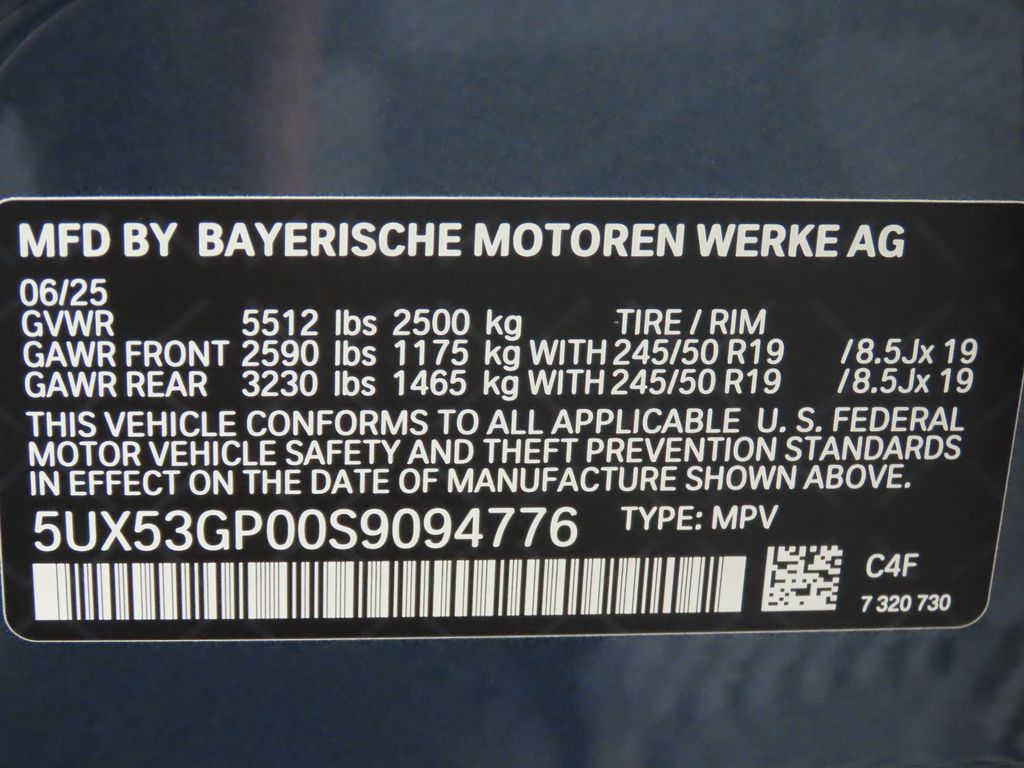 MFD BY BAYERISCHE MOTOREN WERKE AG
06/25
GVWR 5512 lbs 2500 kg TIRE / RIM
GAWR FRONT 2590 lbs 1175 kg WITH 245/50 R19 /8.5Jx 19
GAWR REAR 3230 lbs 1465 kg WITH 245/50 R19 /8.5Jx 19
THIS VEHICLE CONFORMS TO ALL APPLICABLE U. S. FEDERAL
MOTOR VEHICLE SAFETY AND THEFT PREVENTION STANDARDS
IN EFFECT ON THE DATE OF MANUFACTURE SHOWN ABOVE.
5UX53GP00S9094776 TYPE: MPV
C4F
7 320 730